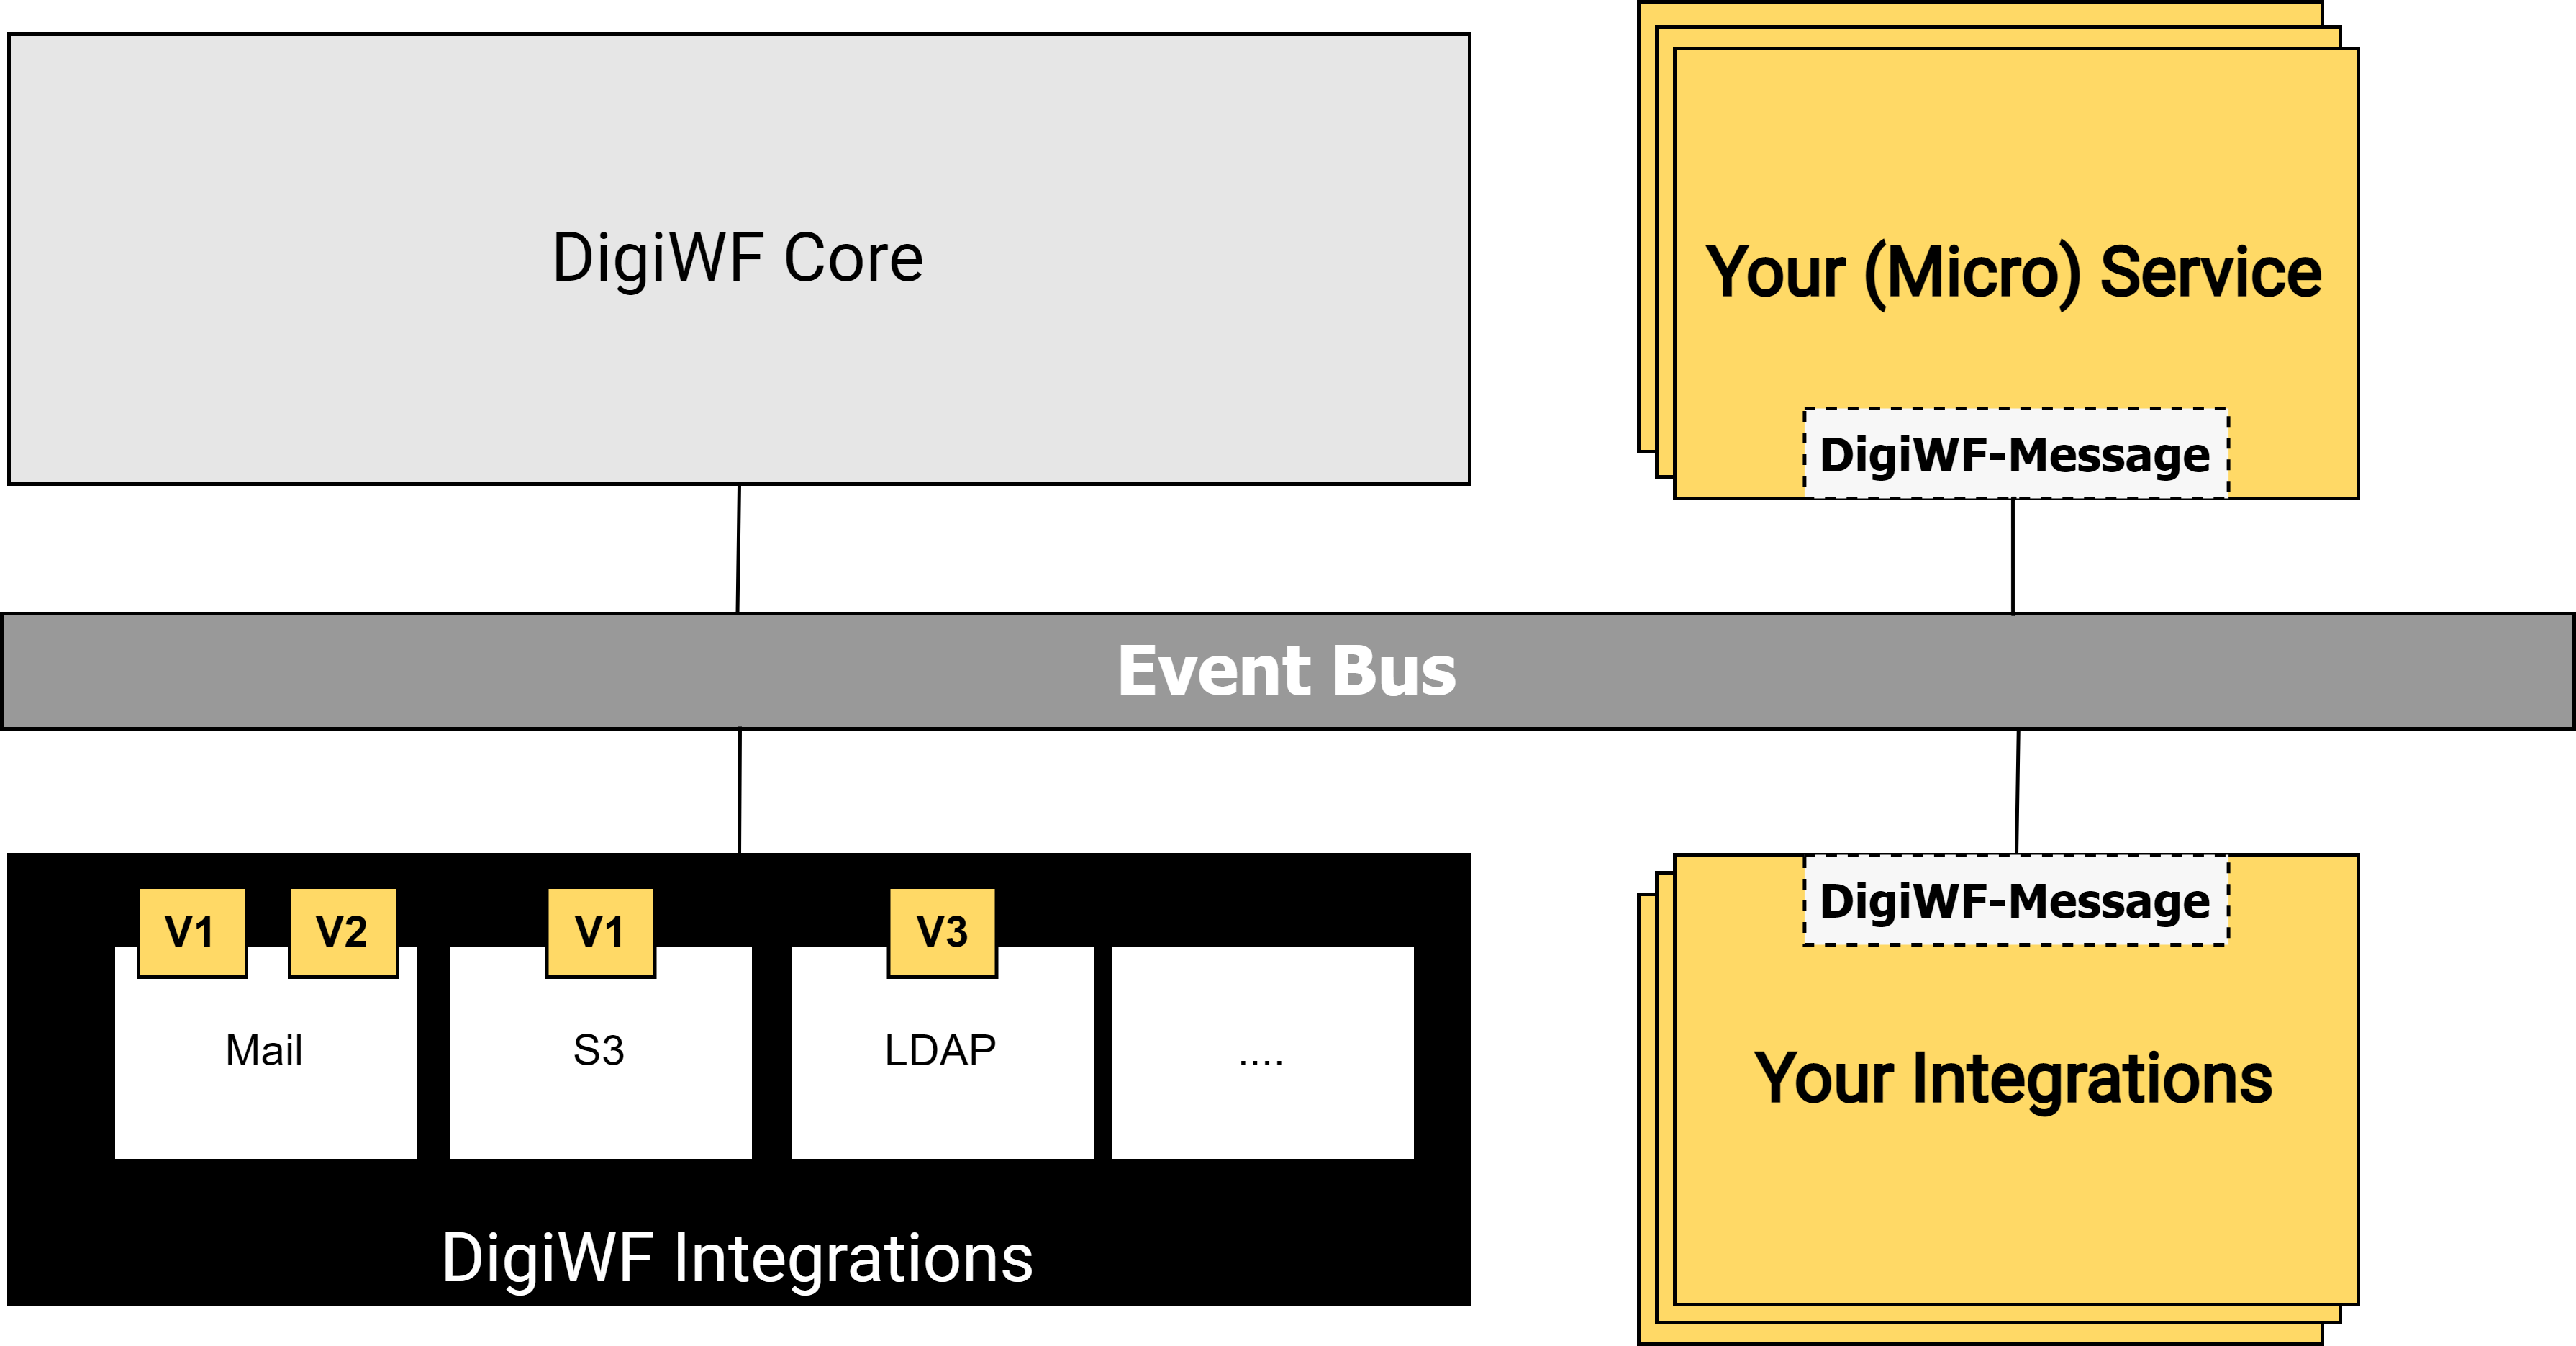 DigiWF Core
Your (Micro) Service
DigiWF-Message
Event Bus
V1
V2
V1
V3
Mail
S3
LDAP
....
DigiWF Integrations
DigiWF-Message
Your Integrations